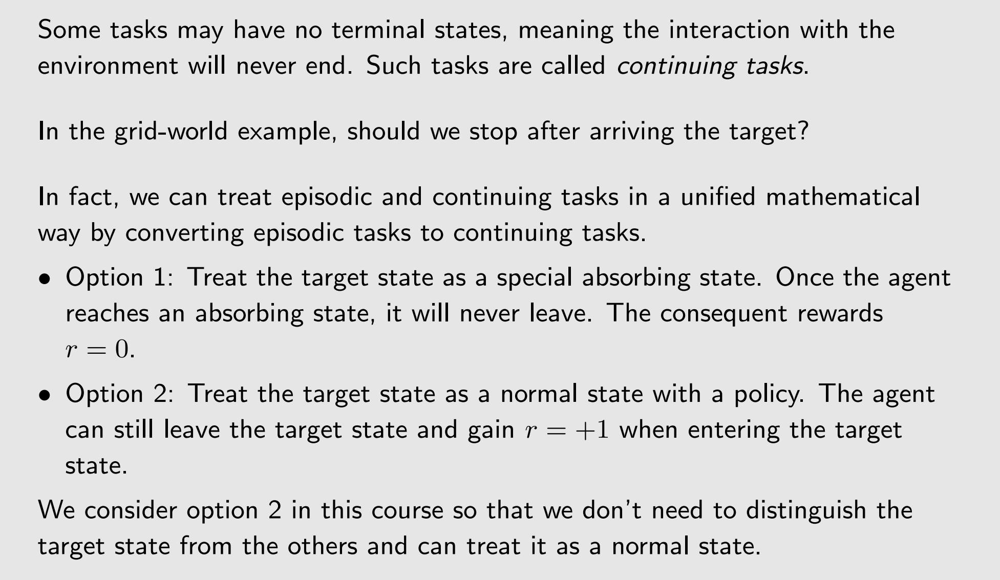 Some tasks may have no terminal states, meaning the interaction with the
environment will never end. Such tasks are called continuing tasks.
In the grid-world example, should we stop after arriving the target?
In fact, we can treat episodic and continuing tasks in a unified mathematical
way by converting episodic tasks to continuing tasks.
• Option 1: Treat the target state as a special absorbing state. Once the agent
reaches an absorbing state, it will never leave. The consequent rewards
r = 0.
• Option 2: Treat the target state as a normal state with a policy. The agent
can still leave the target state and gain r = +1 when entering the target
state.
We consider option 2 in this course so that we don't need to distinguish the
target state from the others and can treat it as a normal state.